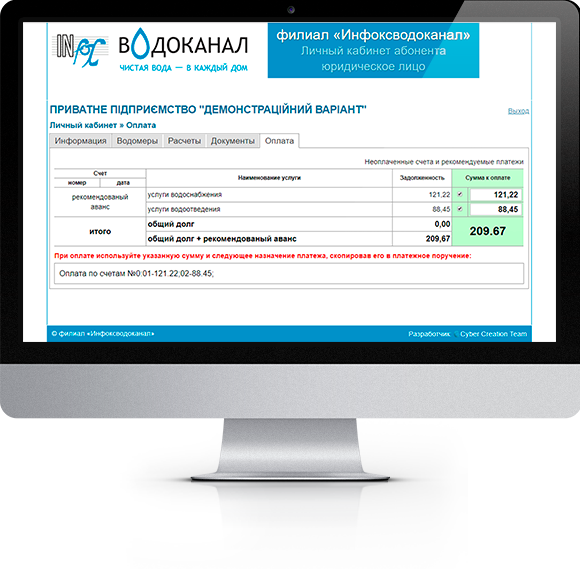 INfoX ВОДОКАНАЛ
ЧИСТАЯ ВОДА — В КАЖДЫЙ ДОМ
филиал «Инфоксводоканал»
Личный кабинет абонента
юридическое лицо
ПРИВАТНЕ ПІДПРИЄМСТВО "ДЕМОНСТРАЦІЙНИЙ ВАРІАНТ"
Выход
Личный кабинет » Оплата
Информация Водомеры Расчеты Документы Оплата
Неоплаченные счета и рекомендуемые платежи
Счет Наименование услуги Задолженность Сумма к оплате
номер дата
рекомендованый аванс
услуги водоснабжения 121,22 121,22
услуги водоотведения 88,45 88,45
итого
общий долг 0,00 209.67
общий долг + рекомендованый аванс 209,67
При оплате используйте указанную сумму и следующее назначение платежа, скопировав его в платежное поручение:
Оплата по счетам №0:01-121.22;02-88.45;
© филиал «Инфоксводоканал» Разработчик Cyber Creation Team